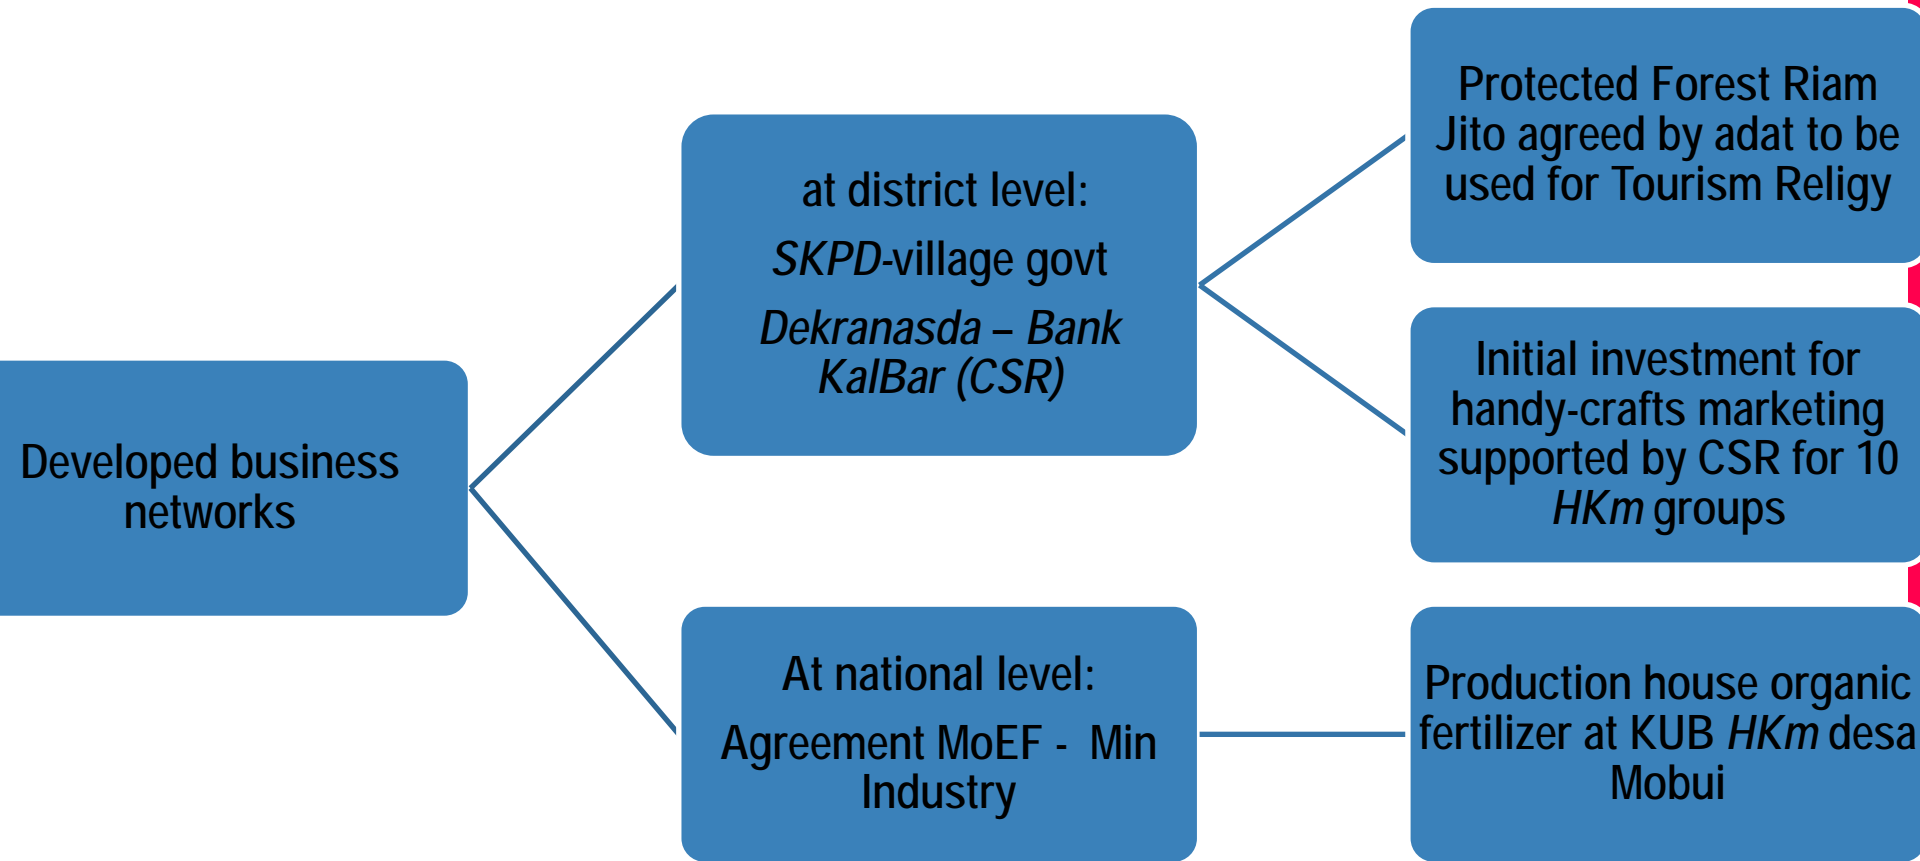 Developed business
networks
at district level:
SKPD-village govt
Dekranasda – Bank
KalBar (CSR)
At national level:
Agreement MoEF - Min
Industry
Protected Forest Riam
Jito agreed by adat to be
used for Tourism Religy
Initial investment for
handy-crafts marketing
supported by CSR for 10
HKm groups
Production house organic
fertilizer at KUB HKm desa
Mobui